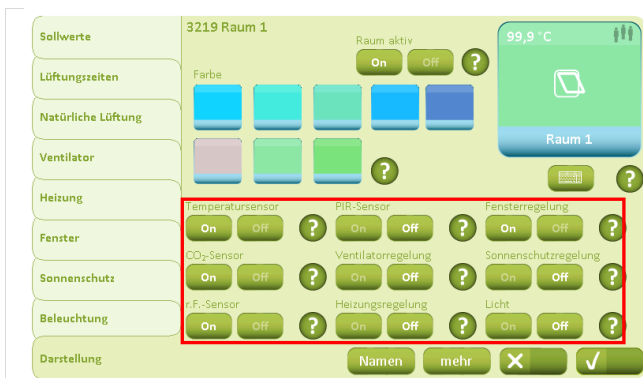 3219 Raum 1
Sollwerte
Lüftungszeiten
Natürliche Lüftung
Ventilator
Heizung
Fenster
Sonnenschutz
Beleuchtung
Darstellung
Raum aktiv
On Off ?
Farbe
?
99,9 °C
Raum 1
?
Temperatursensor PIR-Sensor Fensterregelung
On Off ? On Off ? On Off ?
CO₂-Sensor Ventilatorregelung Sonnenschutzregelung
On Off ? On Off ? On Off ?
r.F.-Sensor Heizungsregelung Licht
On Off ? On Off ? On Off ?
Namen mehr